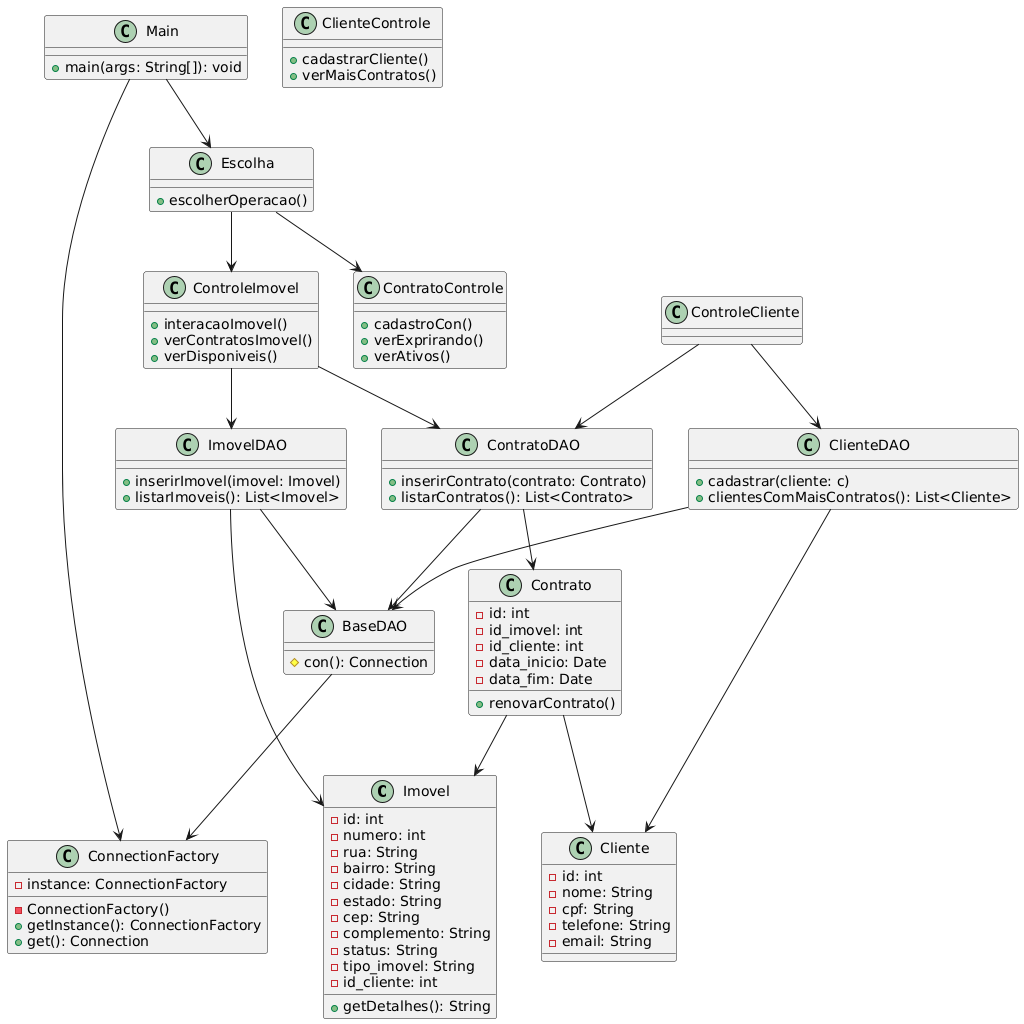 C Main
main(args: String[]): void
C ClienteControle
cadastrarCliente()
verMaisContratos()
C Escolha
escolherOperacao()
C ControleImovel
interacaoImovel()
verContratosImovel()
verDisponiveis()
C ContratoControle
cadastroCon()
verExprirando()
verAtivos()
C ControleCliente
C ImovelDAO
inserirImovel(imovel: Imovel)
listarImoveis(): List<Imovel>
C ContratoDAO
inserirContrato(contrato: Contrato)
listarContratos(): List<Contrato>
C ClienteDAO
cadastrar(cliente: c)
clientesComMaisContratos(): List<Cliente>
C BaseDAO
con(): Connection
C Contrato
id: int
id_imovel: int
id_cliente: int
data_inicio: Date
data_fim: Date
renovarContrato()
C ConnectionFactory
instance: ConnectionFactory
ConnectionFactory()
getInstance(): ConnectionFactory
get(): Connection
C Imovel
id: int
numero: int
rua: String
bairro: String
cidade: String
estado: String
cep: String
complemento: String
status: String
tipo_imovel: String
id_cliente: int
getDetalhes(): String
C Cliente
id: int
nome: String
cpf: String
telefone: String
email: String